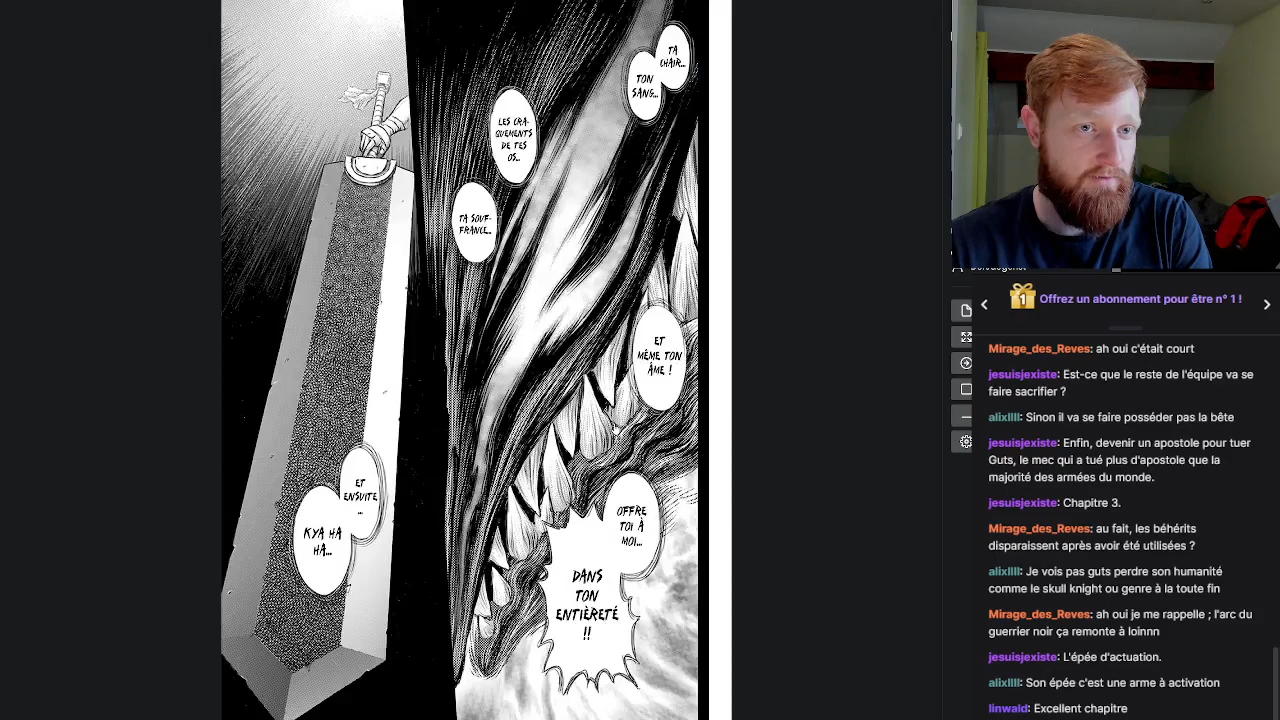 TA
CHAIR...
TON
SANG...
LES CRA-
QUEMENTS
DE TES
OS...
TA SOUF-
FRANCE...
ET
MÊME TON
ÂME !
OFFRE
TOI À
MOI...
DANS
TON
ENTIÈRETÉ
!!
ET
ENSUITE
...
KYA HA
HA...
1
Offrez un abonnement pour être n° 1 !
Mirage_des_Reves: ah oui c'était court
jesuisjexiste: Est-ce que le reste de l'équipe va se
faire sacrifier ?
alixllll: Sinon il va se faire posséder pas la bête
jesuisjexiste: Enfin, devenir un apostole pour tuer
Guts, le mec qui a tué plus d'apostole que la
majorité des armées du monde.
jesuisjexiste: Chapitre 3.
Mirage_des_Reves: au fait, les béhérits
disparaissent après avoir été utilisées ?
alixllll: Je vois pas guts perdre son humanité
comme le skull knight ou genre à la toute fin
Mirage_des_Reves: ah oui je me rappelle ; l'arc du
guerrier noir ça remonte à loinnn
jesuisjexiste: L'épée d'actuation.
alixllll: Son épée c'est une arme à activation
linwald: Excellent chapitre